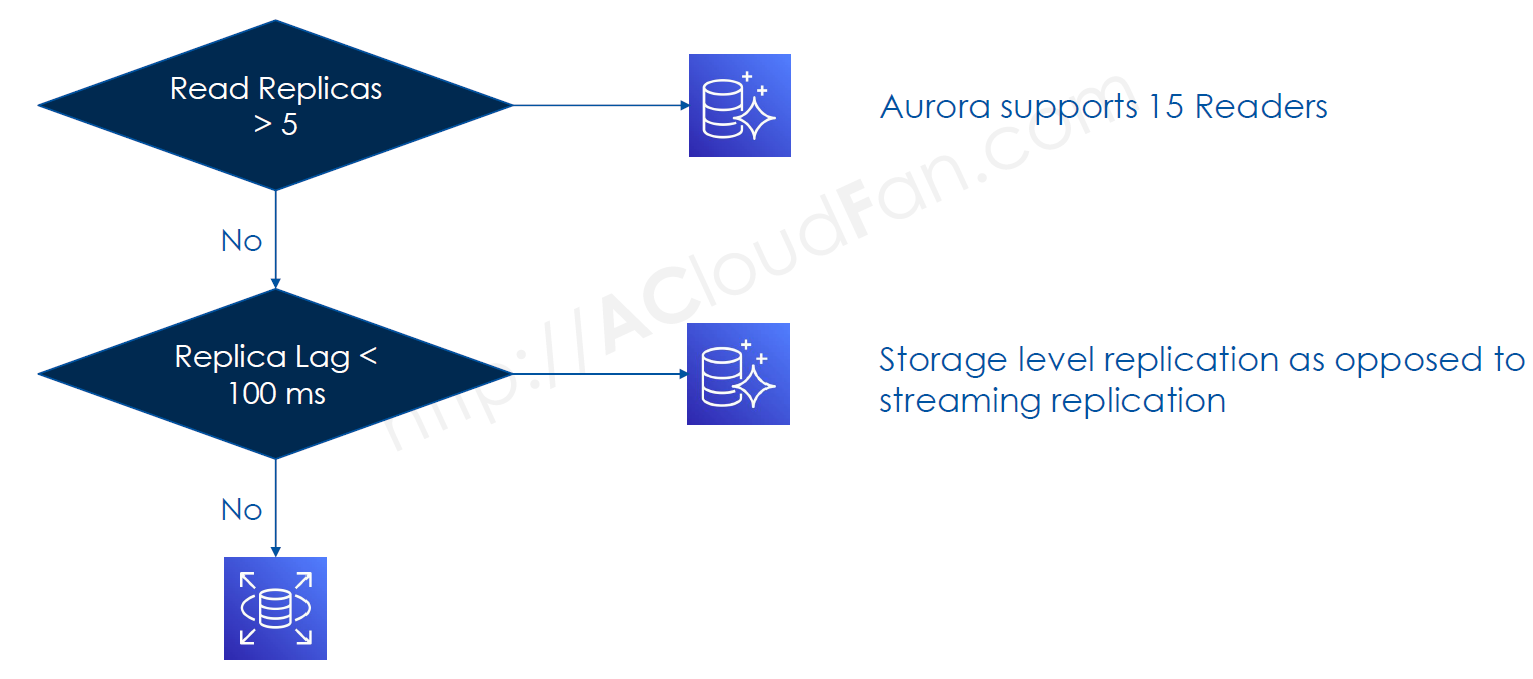 Read Replicas
> 5
Aurora supports 15 Readers
No
Replica Lag <
100 ms
Storage level replication as opposed to
streaming replication
No
://ACloudFan.com